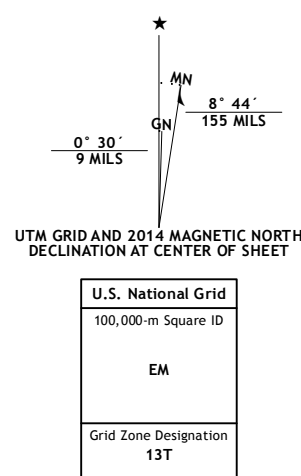 ★
MN
8° 44´
155 MILS
GN
0° 30´
9 MILS
UTM GRID AND 2014 MAGNETIC NORTH
DECLINATION AT CENTER OF SHEET
U.S. National Grid
100,000-m Square ID
EM
Grid Zone Designation
13T